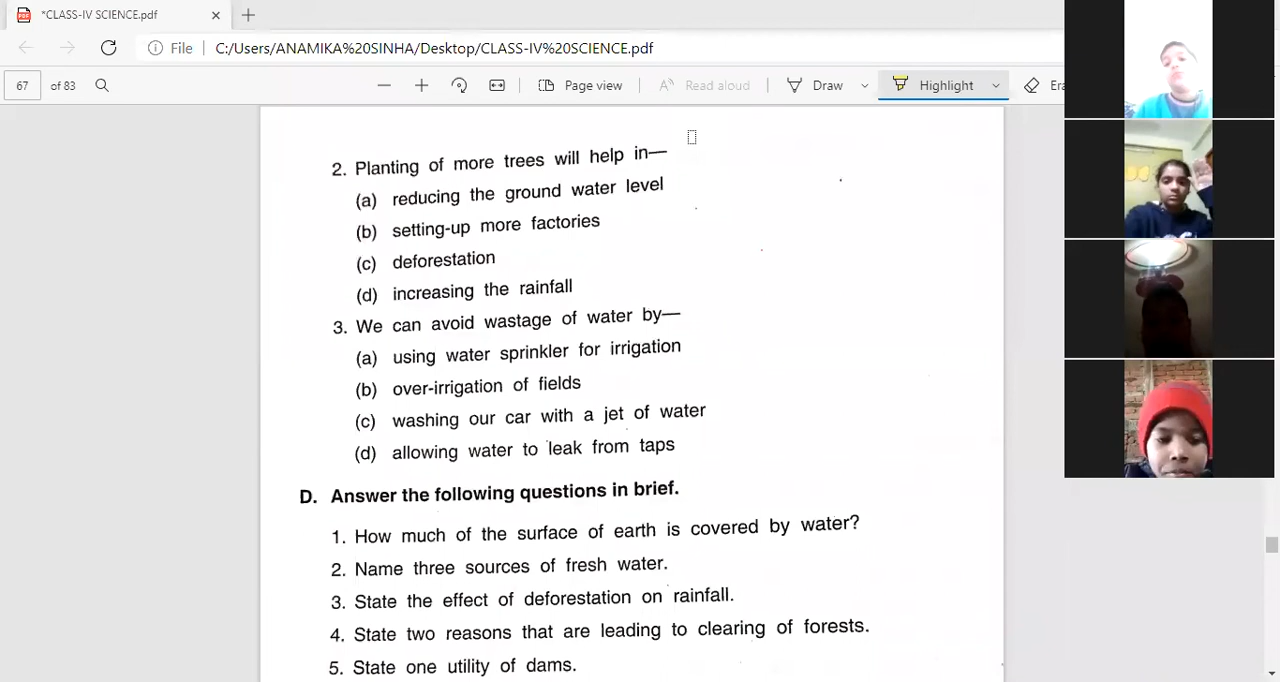 *CLASS-IV SCIENCE.pdf
File
C:/Users/ANAMIKA%20SINHA/Desktop/CLASS-IV%20SCIENCE.pdf
67 of 83
Page view
Read aloud
Draw
Highlight
Era
2. Planting of more trees will help in—
(a) reducing the ground water level
(b) setting-up more factories
(c) deforestation
(d) increasing the rainfall
3. We can avoid wastage of water by—
(a) using water sprinkler for irrigation
(b) over-irrigation of fields
(c) washing our car with a jet of water
(d) allowing water to leak from taps
D. Answer the following questions in brief.
1. How much of the surface of earth is covered by water?
2. Name three sources of fresh water.
3. State the effect of deforestation on rainfall.
4. State two reasons that are leading to clearing of forests.
5. State one utility of dams.